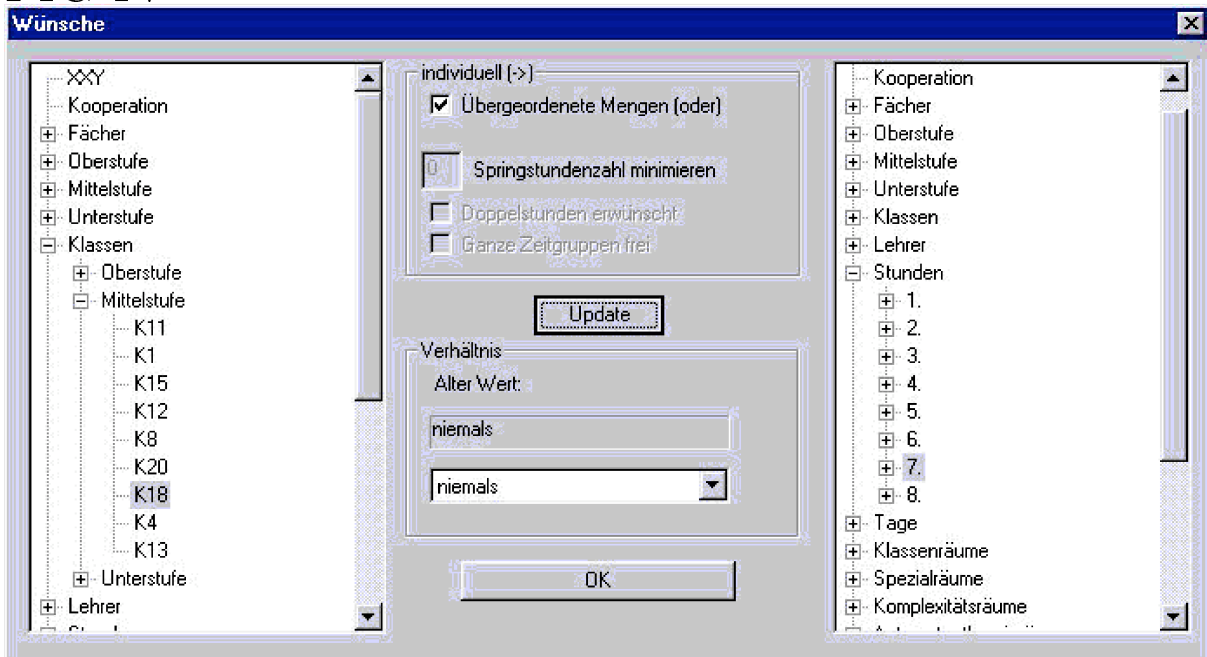 Wünsche
XXY
Kooperation
Fächer
Oberstufe
Mittelstufe
Unterstufe
Klassen
Oberstufe
Mittelstufe
K11
K1
K15
K12
K8
K20
K18
K4
K13
Unterstufe
Lehrer
individuell (->)
Übergeordenete Mengen (oder)
0
Springstundenzahl minimieren
Doppelstunden erwünscht
Ganze Zeitgruppen frei
Update
Verhältnis
Alter Wert:
niemals
niemals
OK
Kooperation
Fächer
Oberstufe
Mittelstufe
Unterstufe
Klassen
Lehrer
Stunden
1.
2.
3.
4.
5.
6.
7.
8.
Tage
Klassenräume
Spezialräume
Komplexitätsräume